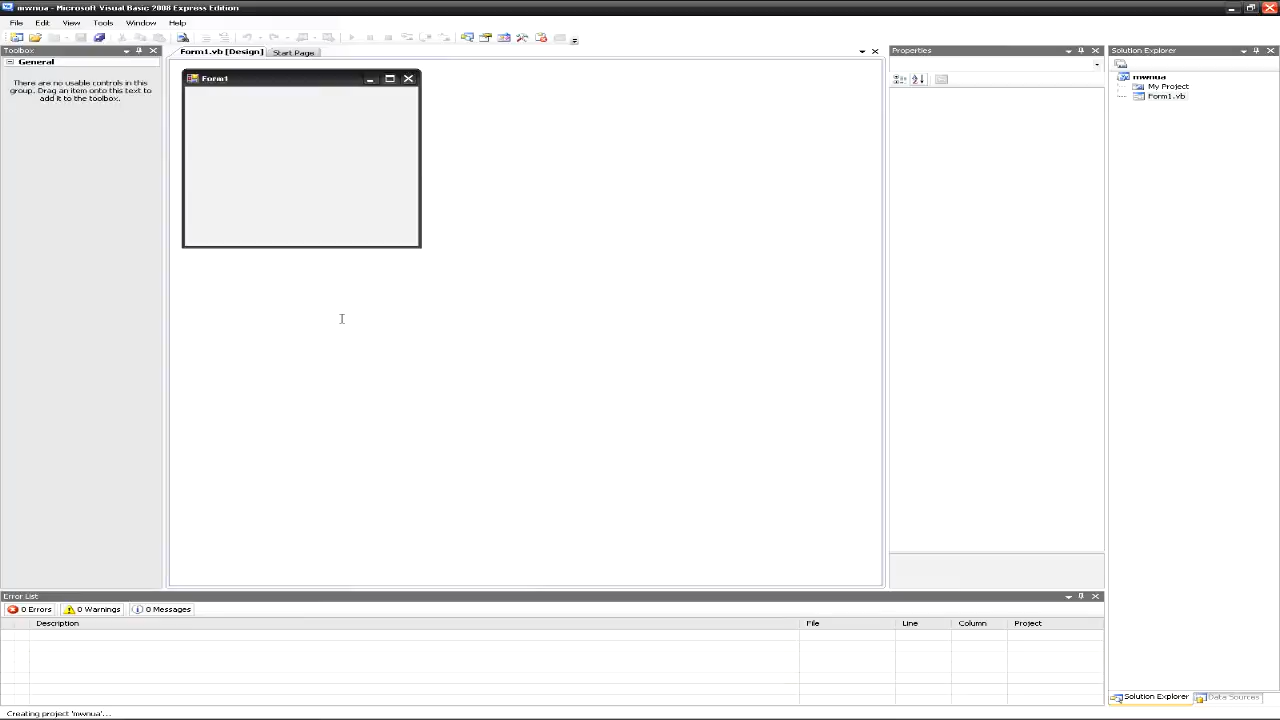 mwnua - Microsoft Visual Basic 2008 Express Edition
File Edit View Tools Window Help
Toolbox
General
There are no usable controls in this
group. Drag an item onto this text to
add it to the toolbox.
Form1.vb [Design] Start Page
Form1
Properties
Solution Explorer
mwnua
My Project
Form1.vb
Error List
0 Errors 0 Warnings 0 Messages
Description File Line Column Project
Solution Explorer Data Sources
Creating project 'mwnua'...